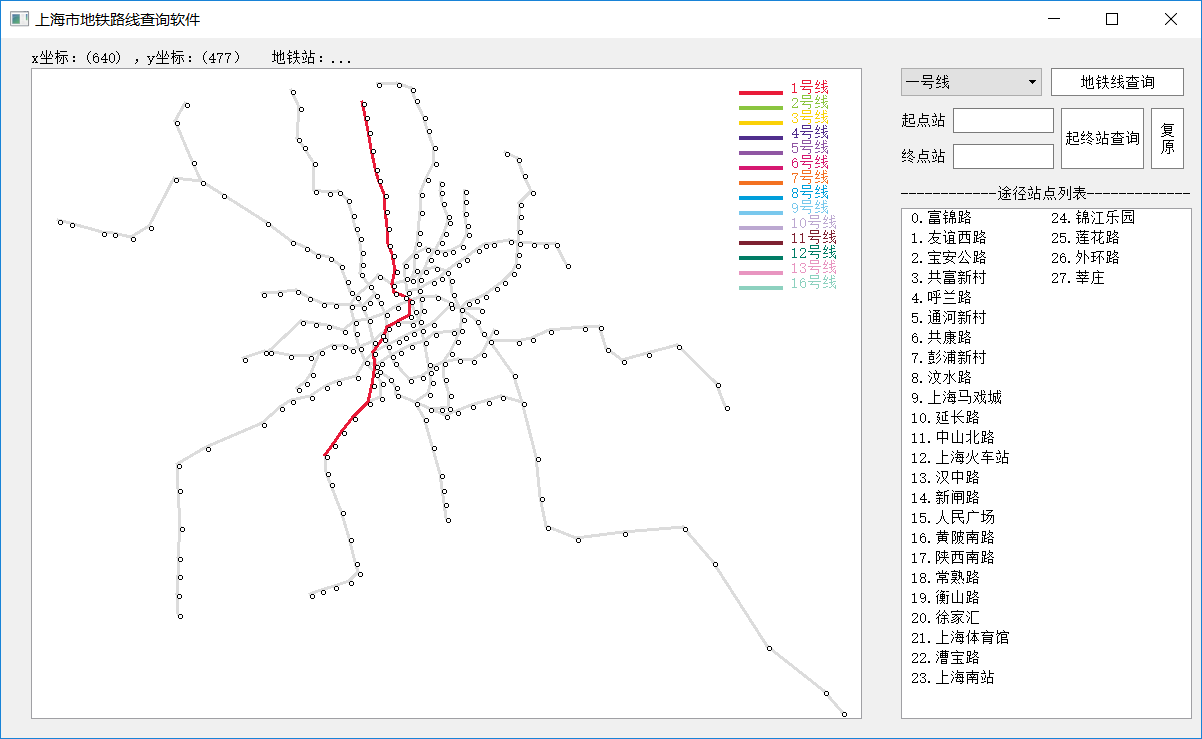 上海市地铁路线查询软件
x坐标：(640) ，y坐标：(477)  地铁站：...
1号线
2号线
3号线
4号线
5号线
6号线
7号线
8号线
9号线
10号线
11号线
12号线
13号线
16号线
一号线
地铁线查询
起点站
终点站
起终站查询
复原
------------途径站点列表-------------
0.富锦路
1.友谊西路
2.宝安公路
3.共富新村
4.呼兰路
5.通河新村
6.共康路
7.彭浦新村
8.汶水路
9.上海马戏城
10.延长路
11.中山北路
12.上海火车站
13.汉中路
14.新闸路
15.人民广场
16.黄陂南路
17.陕西南路
18.常熟路
19.衡山路
20.徐家汇
21.上海体育馆
22.漕宝路
23.上海南站
24.锦江乐园
25.莲花路
26.外环路
27.莘庄